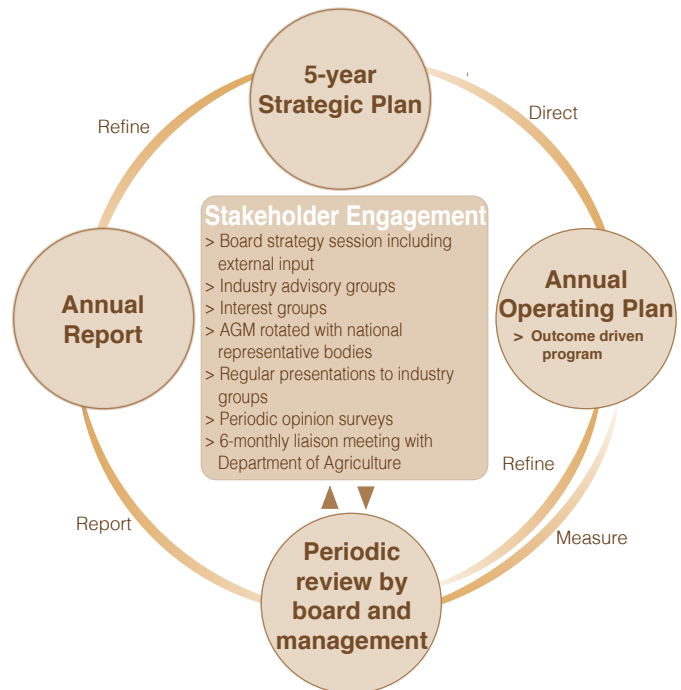 5-year
Strategic Plan
Refine
Direct
Stakeholder Engagement
> Board strategy session including
external input
> Industry advisory groups
> Interest groups
> AGM rotated with national
representative bodies
> Regular presentations to industry
groups
> Periodic opinion surveys
> 6-monthly liaison meeting with
Department of Agriculture
Annual
Report
Annual
Operating Plan
> Outcome driven
program
Refine
Measure
Report
Periodic
review by
board and
management